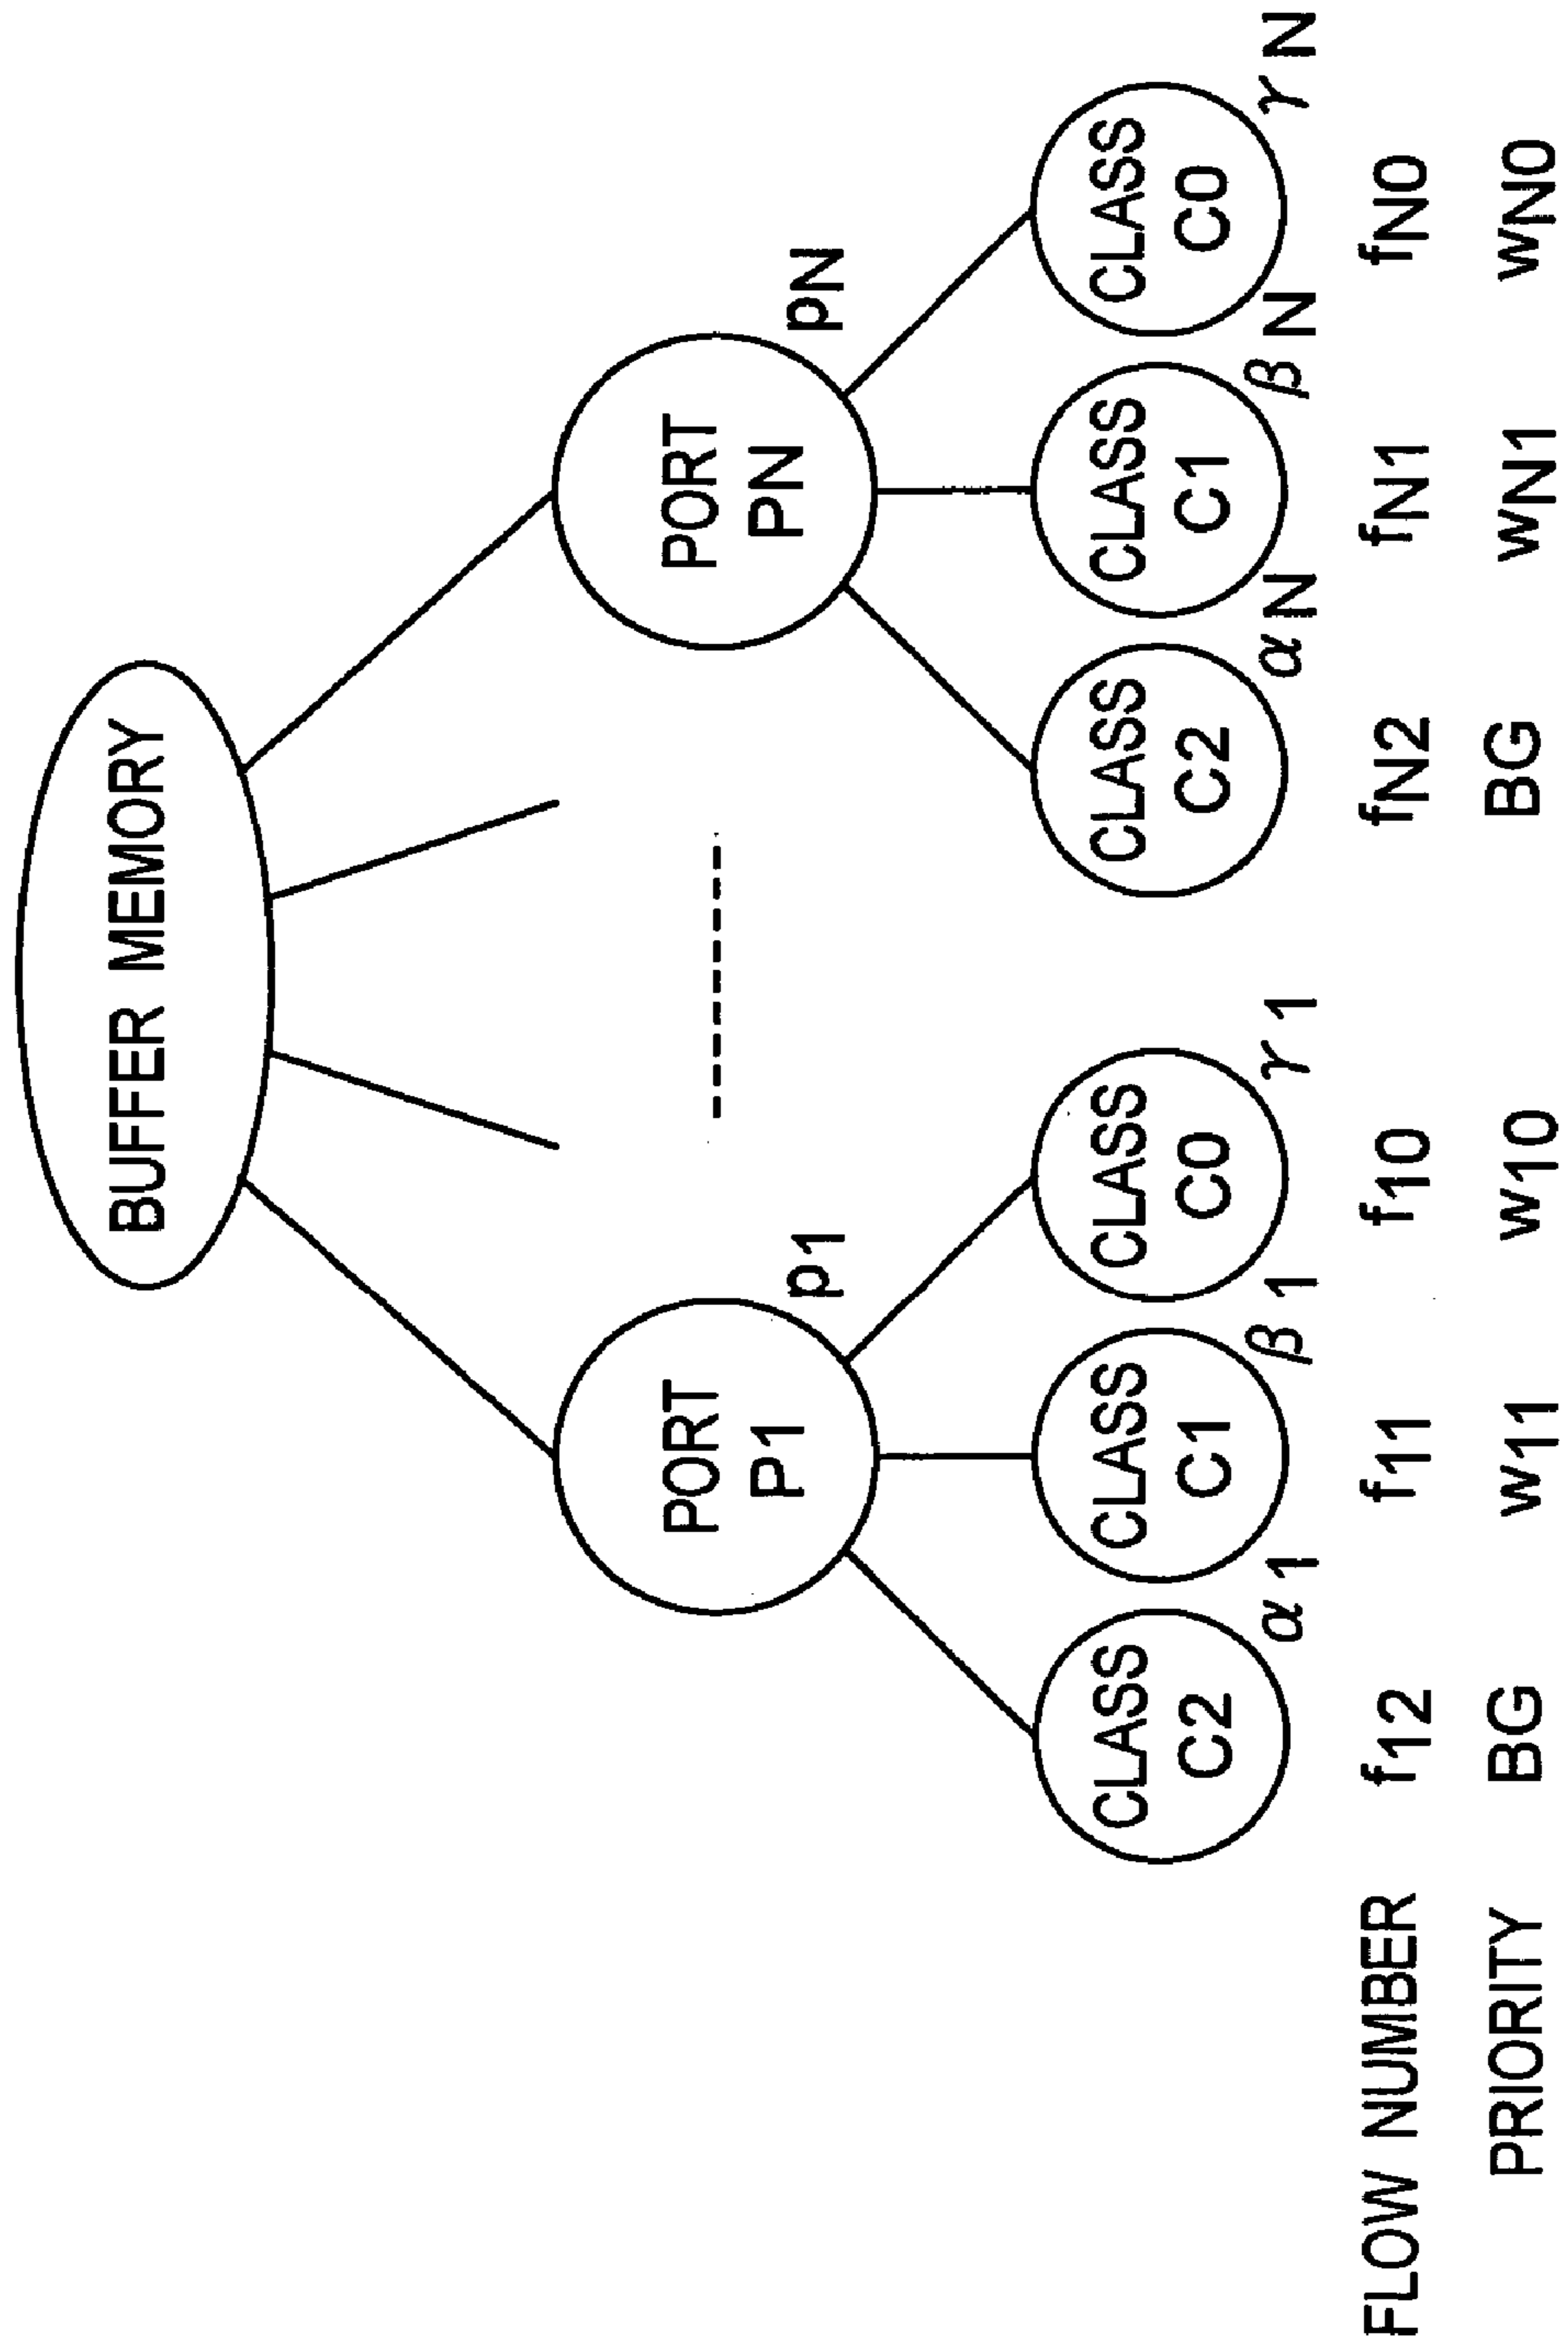 BUFFER MEMORY
PORT P1 p1
PORT PN pN
CLASS C2 α1
CLASS C1 β1
CLASS C0 γ1
CLASS C2 αN
CLASS C1 βN
CLASS C0 γN
FLOW NUMBER f12 f11 f10 fN2 fN1 fN0
PRIORITY BG w11 w10 BG wN1 wN0